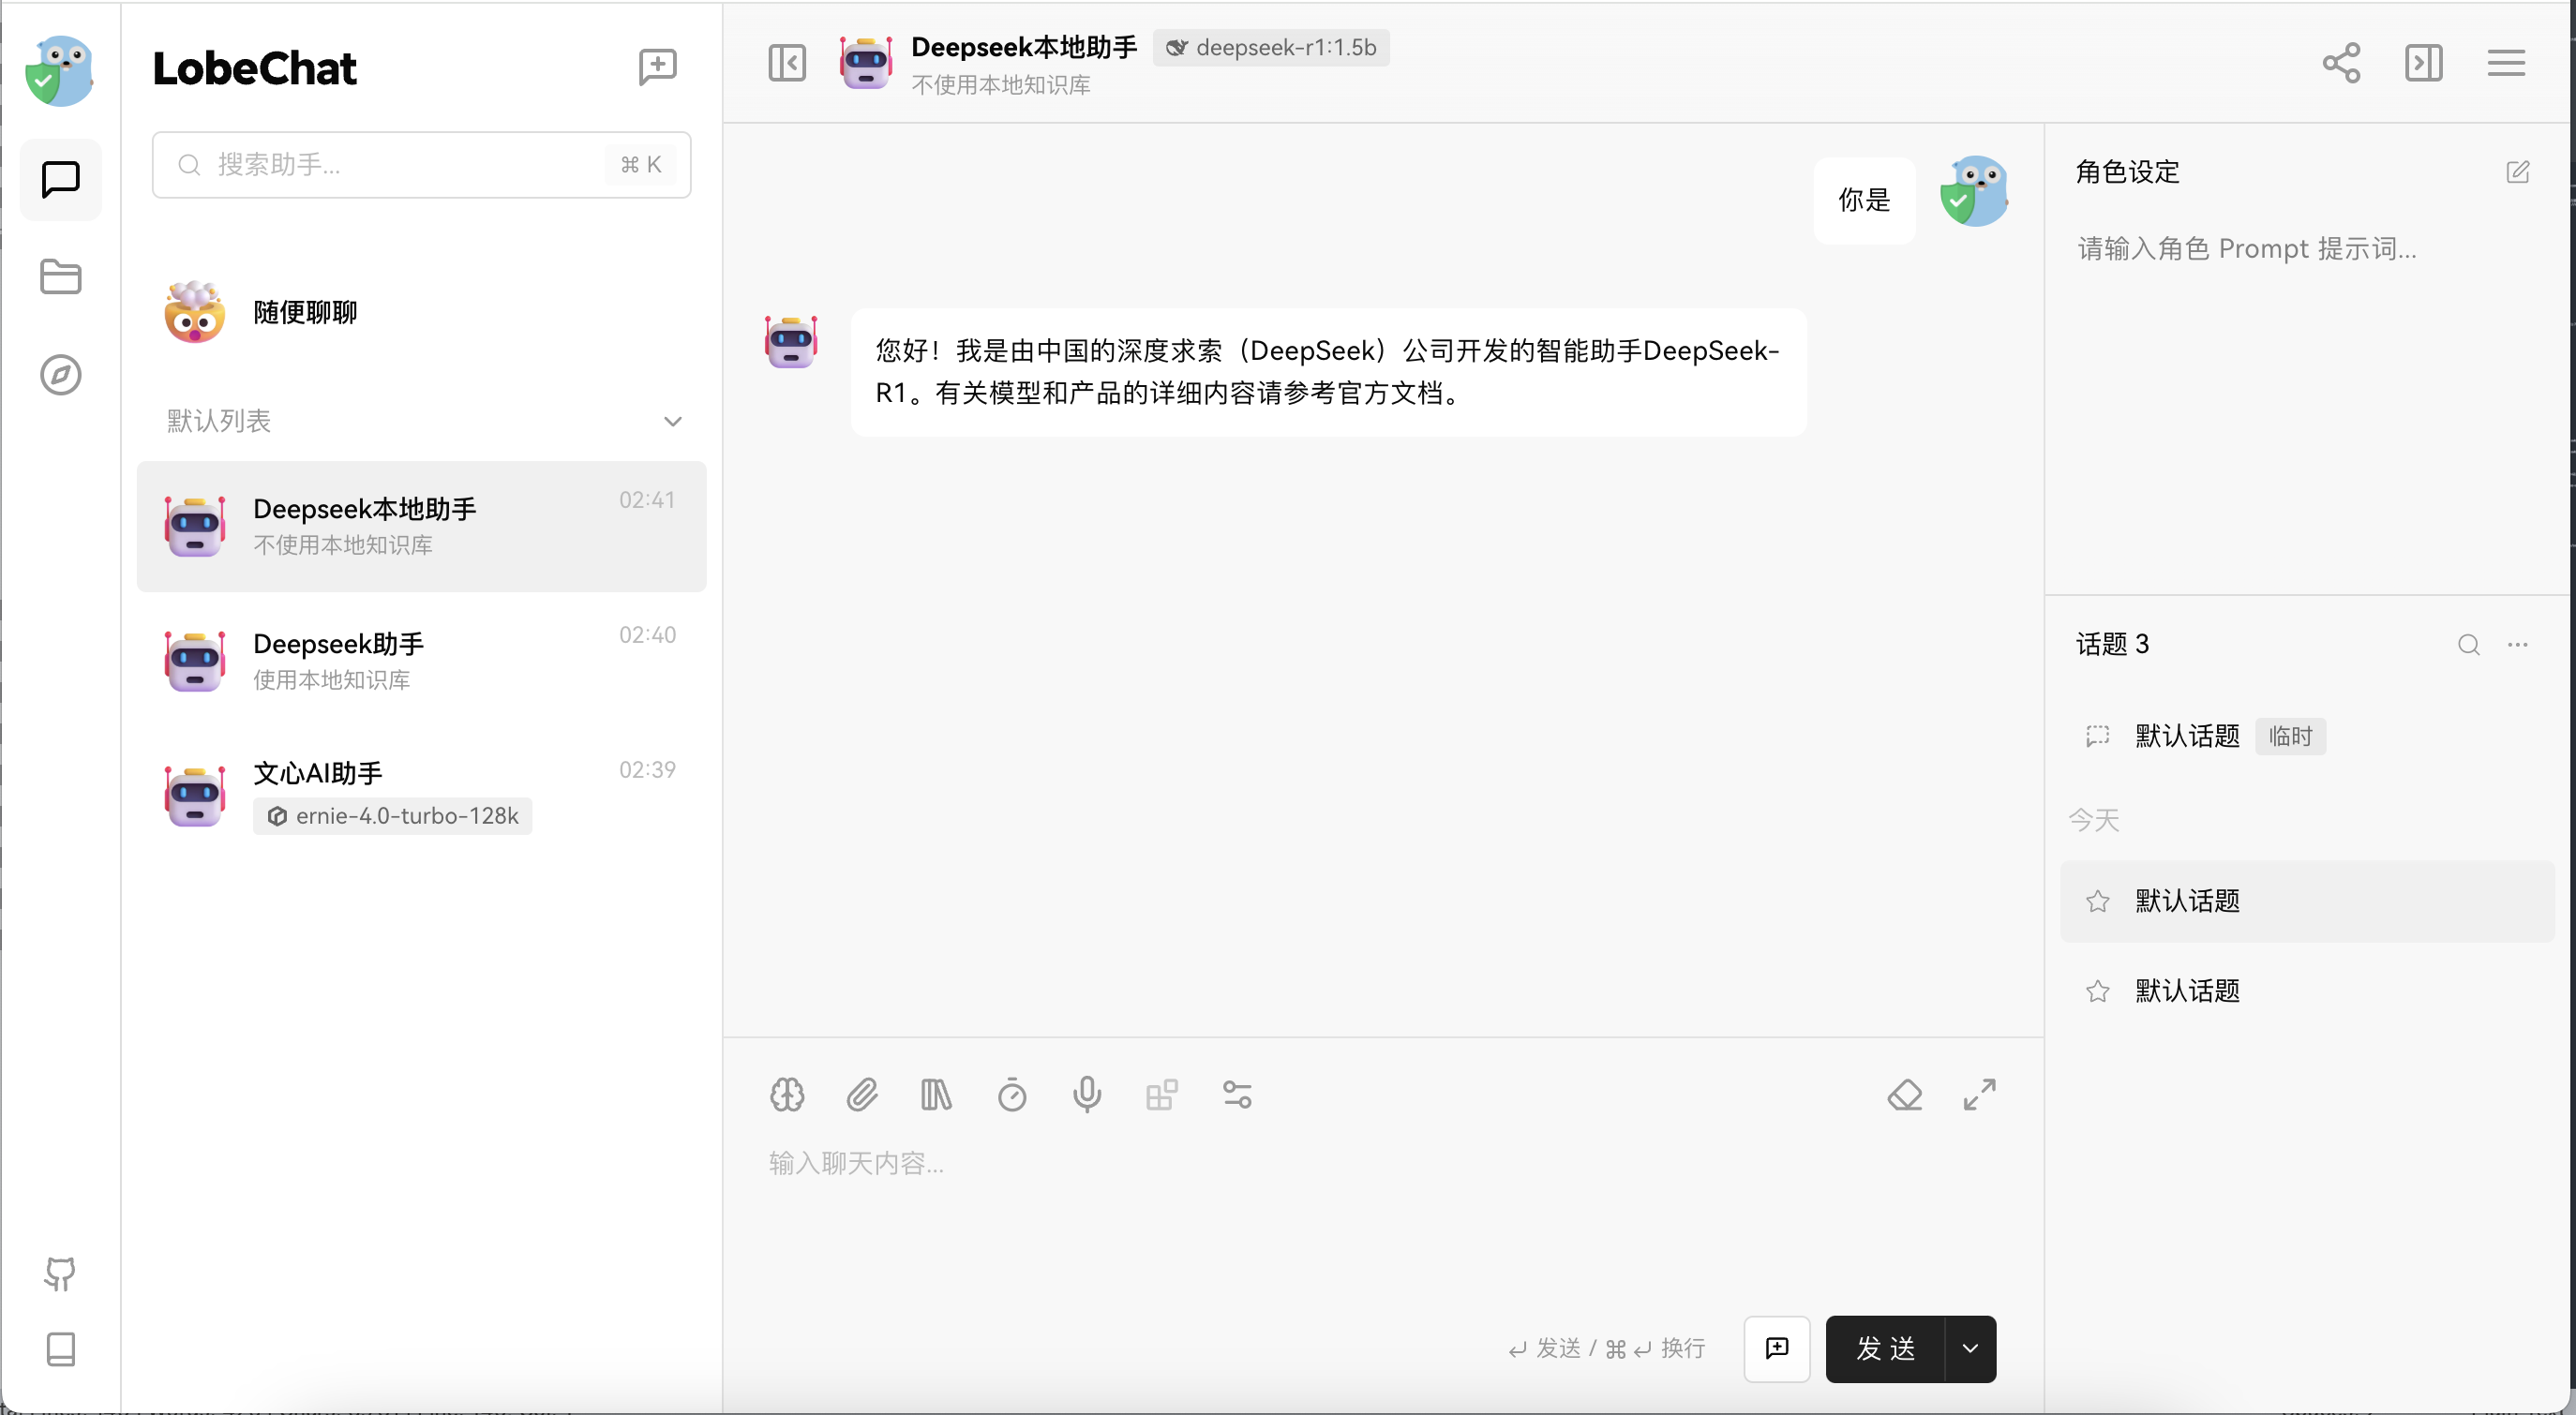 LobeChat
搜索助手...
⌘ K
随便聊聊
默认列表
Deepseek本地助手
02:41
不使用本地知识库
Deepseek助手
02:40
使用本地知识库
文心AI助手
02:39
ernie-4.0-turbo-128k
Deepseek本地助手
deepseek-r1:1.5b
不使用本地知识库
你是
您好！我是由中国的深度求索（DeepSeek）公司开发的智能助手DeepSeek-
R1。有关模型和产品的详细内容请参考官方文档。
输入聊天内容...
↵ 发送 / ⌘ ↵ 换行
发 送
角色设定
请输入角色 Prompt 提示词...
话题 3
默认话题
临时
今天
默认话题
默认话题